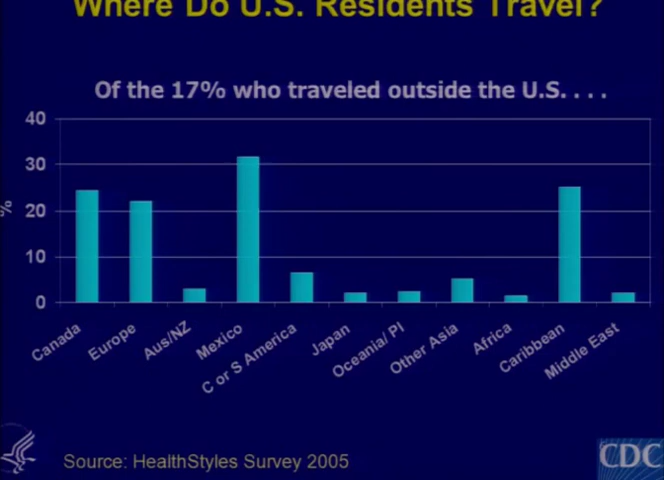 Where Do U.S. Residents Travel?
Of the 17% who traveled outside the U.S. . . .
40
30
20
10
0
%
Canada
Europe
Aus/NZ
Mexico
C or S America
Japan
Oceania/ PI
Other Asia
Africa
Caribbean
Middle East
Source: HealthStyles Survey 2005
CDC